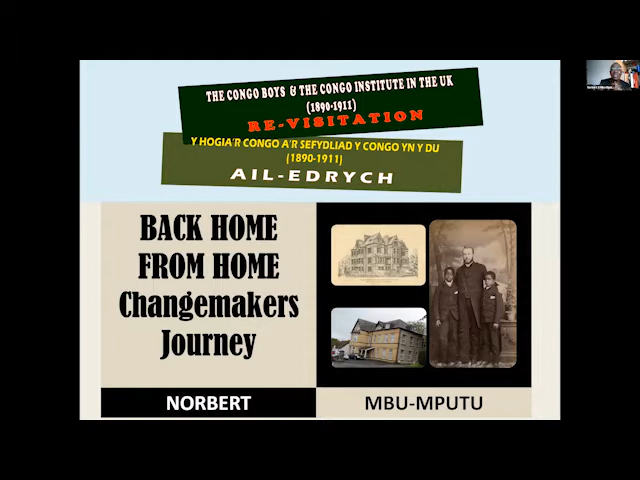 THE CONGO BOYS & THE CONGO INSTITUTE IN THE UK
(1890-1911)
RE-VISITATION
Y HOGIA'R CONGO A'R SEFYDLIAD Y CONGO YN Y DU
(1890-1911)
AIL-EDRYCH
BACK HOME
FROM HOME
Changemakers
Journey
NORBERT
MBU-MPUTU